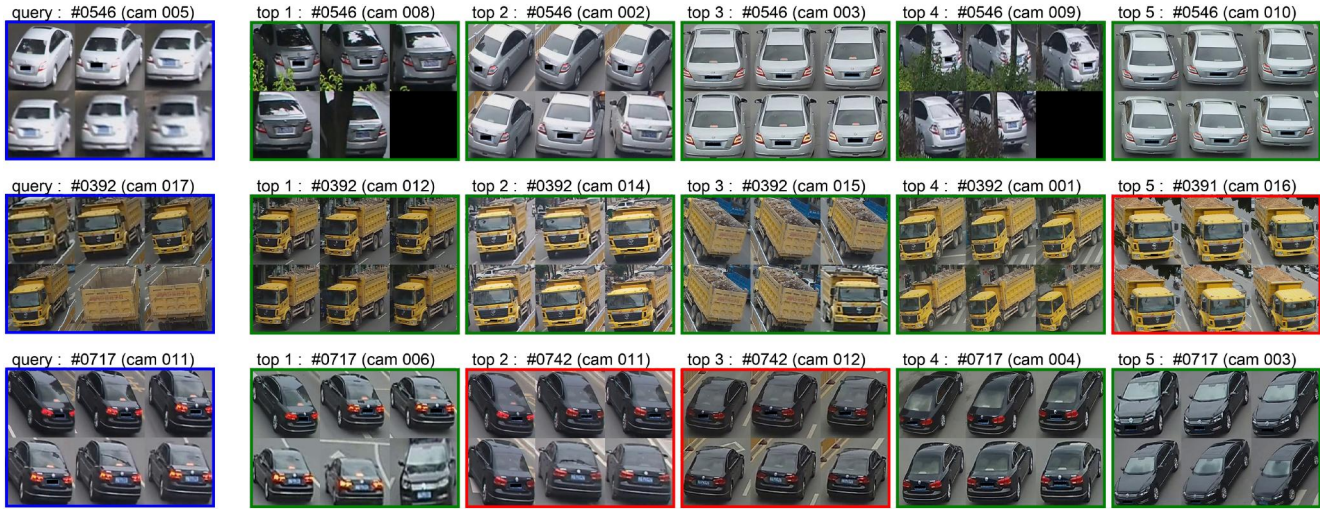 query : #0546 (cam 005) top 1 : #0546 (cam 008) top 2 : #0546 (cam 002) top 3 : #0546 (cam 003) top 4 : #0546 (cam 009) top 5 : #0546 (cam 010)
query : #0392 (cam 017) top 1 : #0392 (cam 012) top 2 : #0392 (cam 014) top 3 : #0392 (cam 015) top 4 : #0392 (cam 001) top 5 : #0391 (cam 016)
query : #0717 (cam 011) top 1 : #0717 (cam 006) top 2 : #0742 (cam 011) top 3 : #0742 (cam 012) top 4 : #0717 (cam 004) top 5 : #0717 (cam 003)